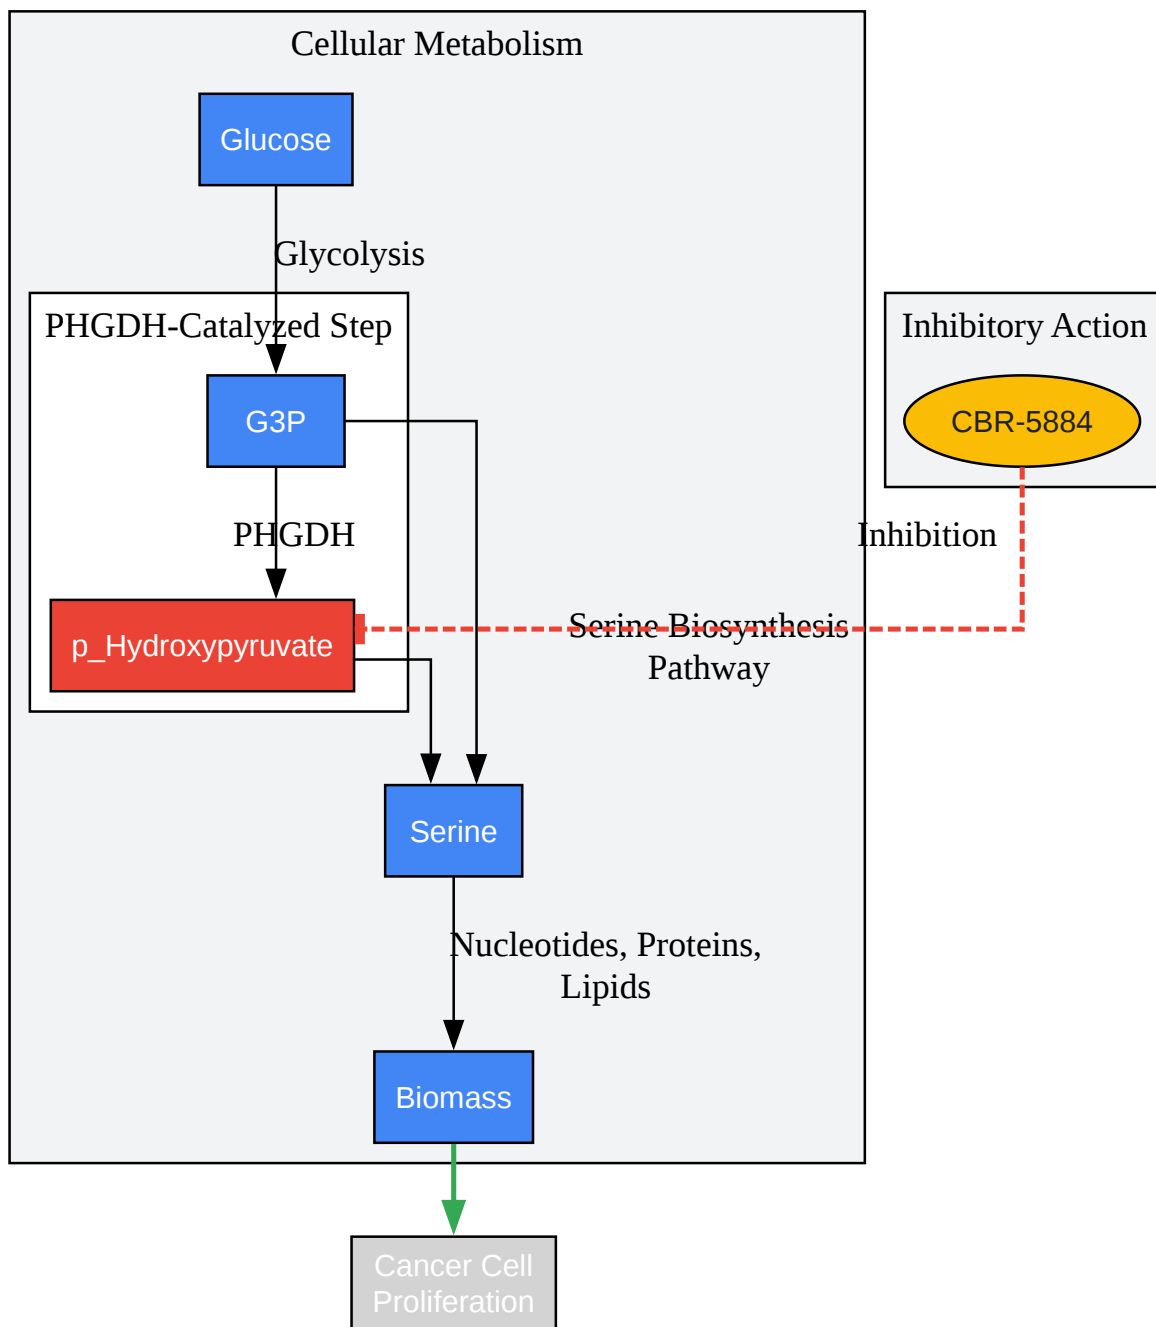 Cellular Metabolism
Glucose
Glycolysis
PHGDH-Catalyzed Step
Inhibitory Action
G3P
CBR-5884
PHGDH
Inhibition
Serine Biosynthesis
Pathway
p_Hydroxypyruvate
Serine
Nucleotides, Proteins,
Lipids
Biomass
Cancer Cell
Proliferation